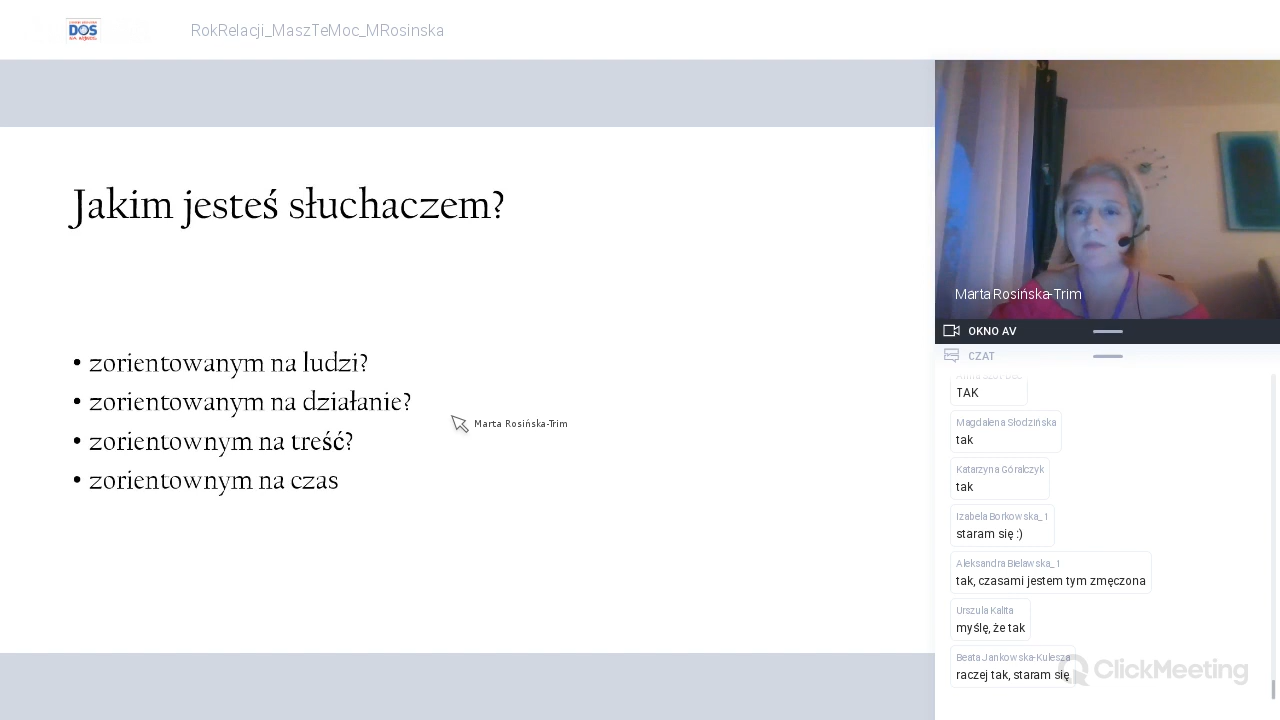 DOS
RokRelacji_MaszTeMoc_MRosinska
Jakim jesteś słuchaczem?
• zorientowanym na ludzi?
• zorientowanym na działanie?
• zorientownym na treść?
• zorientownym na czas
Marta Rosińska-Trim
Marta Rosińska-Trim
OKNO AV
CZAT
TAK
Magdalena Słodzińska
tak
Katarzyna Góralczyk
tak
Izabela Borkowska_1
staram się :)
Aleksandra Bielawska_1
tak, czasami jestem tym zmęczona
Urszula Kalita
myślę, że tak
Beata Jankowska-Kulesza
raczej tak, staram się
ClickMeeting